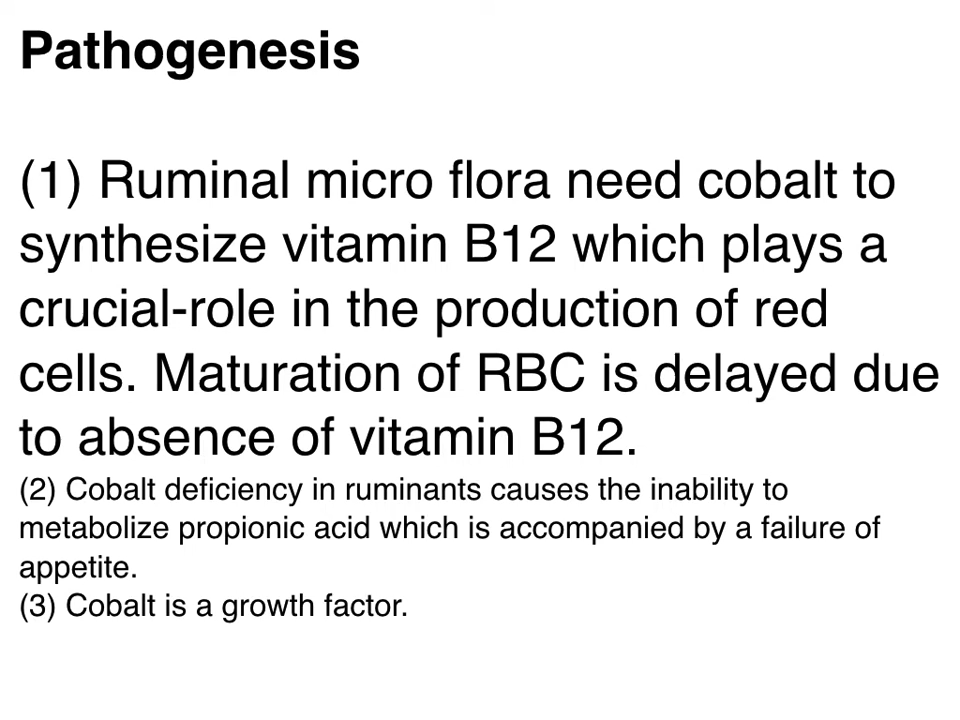 Pathogenesis
(1) Ruminal micro flora need cobalt to
synthesize vitamin B12 which plays a
crucial-role in the production of red
cells. Maturation of RBC is delayed due
to absence of vitamin B12.
(2) Cobalt deficiency in ruminants causes the inability to
metabolize propionic acid which is accompanied by a failure of
appetite.
(3) Cobalt is a growth factor.